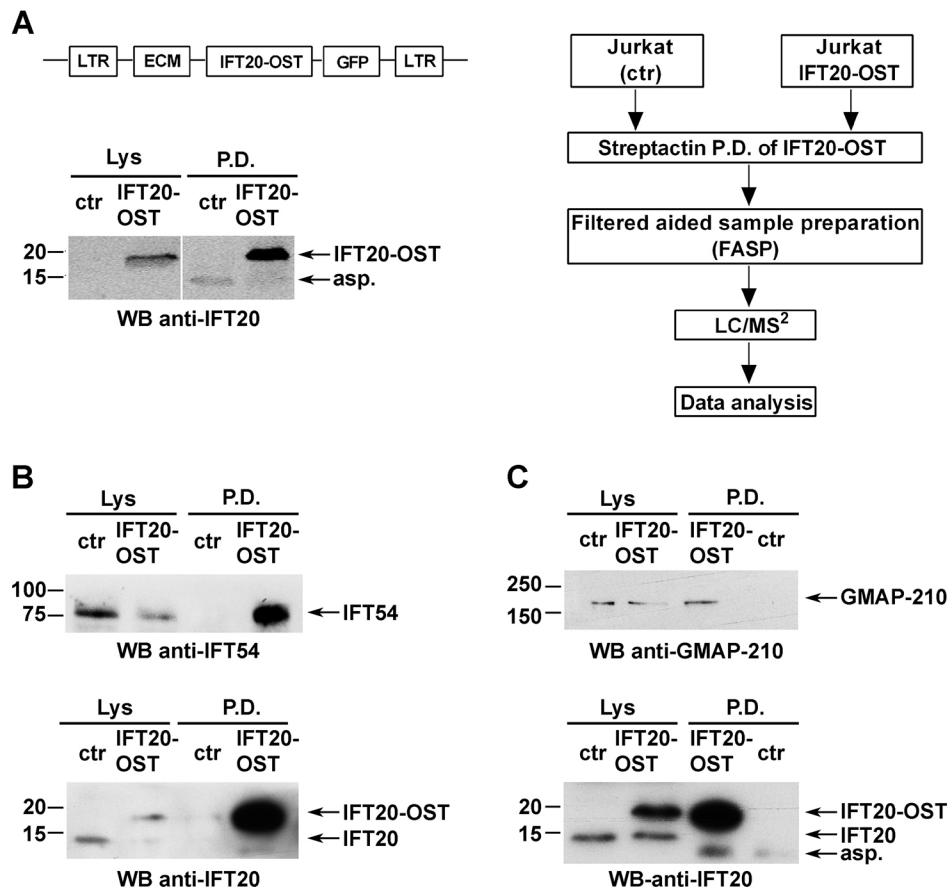 A
LTR ECM IFT20-OST GFP LTR
Lys P.D.
ctr IFT20-OST ctr IFT20-OST
20
15
IFT20-OST
asp.
WB anti-IFT20
Jurkat
(ctr)
Jurkat
IFT20-OST
Streptactin P.D. of IFT20-OST
Filtered aided sample preparation
(FASP)
LC/MS2
Data analysis
B
Lys P.D.
ctr IFT20-OST ctr IFT20-OST
100
75
IFT54
WB anti-IFT54
Lys P.D.
ctr IFT20-OST ctr IFT20-OST
20
15
IFT20-OST
IFT20
WB anti-IFT20
C
Lys P.D.
ctr IFT20-OST IFT20-OST ctr
250
150
GMAP-210
WB anti-GMAP-210
Lys P.D.
ctr IFT20-OST IFT20-OST ctr
20
15
IFT20-OST
IFT20
asp.
WB-anti-IFT20